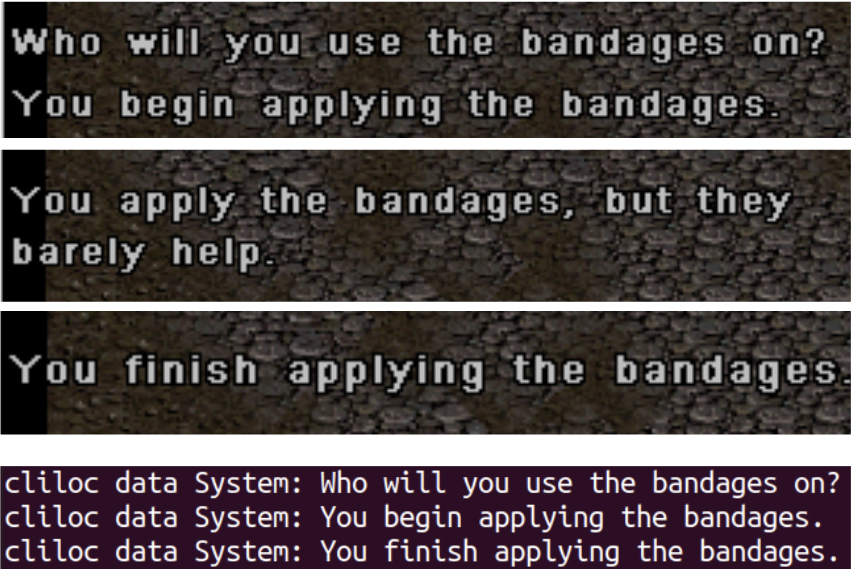 Who will you use the bandages on?
You begin applying the bandages.
You apply the bandages, but they
barely help.
You finish applying the bandages.
cliloc data System: Who will you use the bandages on?
cliloc data System: You begin applying the bandages.
cliloc data System: You finish applying the bandages.